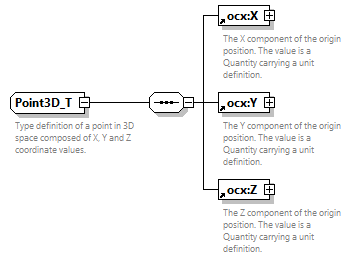 ocx:X
The X component of the origin
position. The value is a
Quantity carrying a unit
definition.
Point3D_T
ocx:Y
Type definition of a point in 3D
space composed of X, Y and Z
coordinate values.
The Y component of the origin
position. The value is a
Quantity carrying a unit
definition.
ocx:Z
The Z component of the origin
position. The value is a
Quantity carrying a unit
definition.